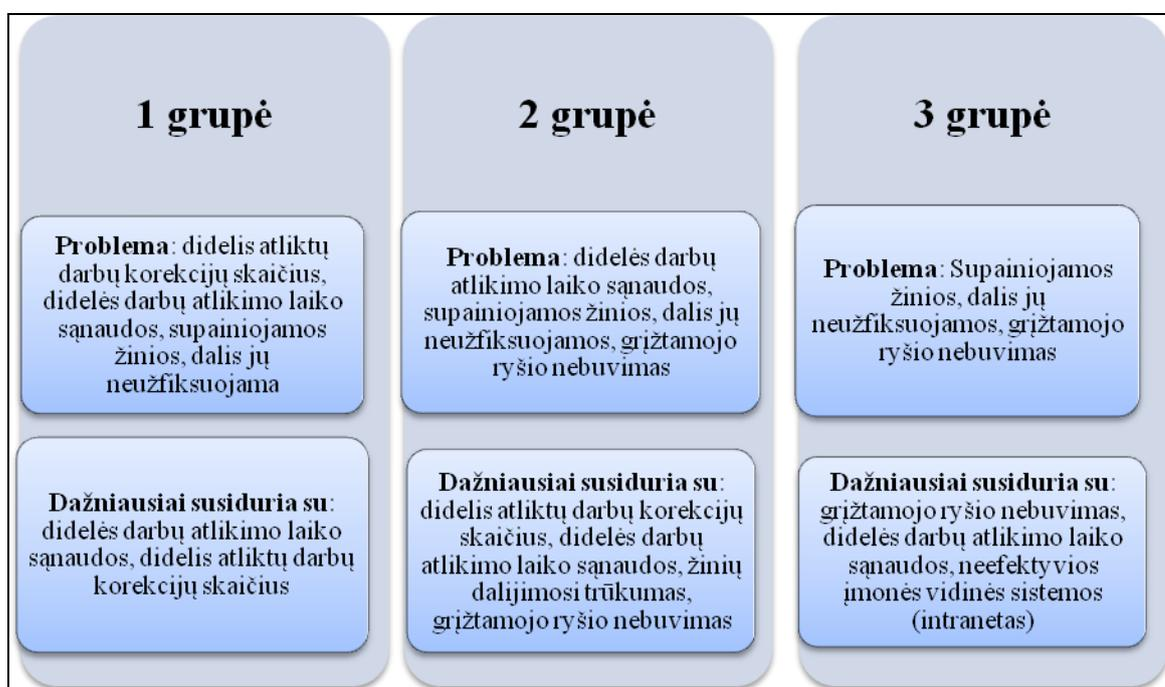 1 grupė
Problema: didelis atliktų
darbų korekcijų skaičius,
didelės darbų atlikimo laiko
sąnaudos, supainiojamos
žinios, dalis jų
neužfiksuojama
Dažniausiai susiduria su:
didelės darbų atlikimo laiko
sąnaudos, didelis atliktų darbų
korekcijų skaičius
2 grupė
Problema: didelės darbų
atlikimo laiko sąnaudos,
supainiojamos žinios, dalis jų
neužfiksuojamos, grįžtamojo
ryšio nebuvimas
Dažniausiai susiduria su:
didelis atliktų darbų korekcijų
skaičius, didelės darbų
atlikimo laiko sąnaudos, žinių
dalijimosi trūkumas,
grįžtamojo ryšio nebuvimas
3 grupė
Problema: Supainiojamos
žinios, dalis jų
neužfiksuojamos, grįžtamojo
ryšio nebuvimas
Dažniausiai susiduria su:
grįžtamojo ryšio nebuvimas,
didelės darbų atlikimo laiko
sąnaudos, neefektyvios
įmonės vidinės sistemos
(intranetas)